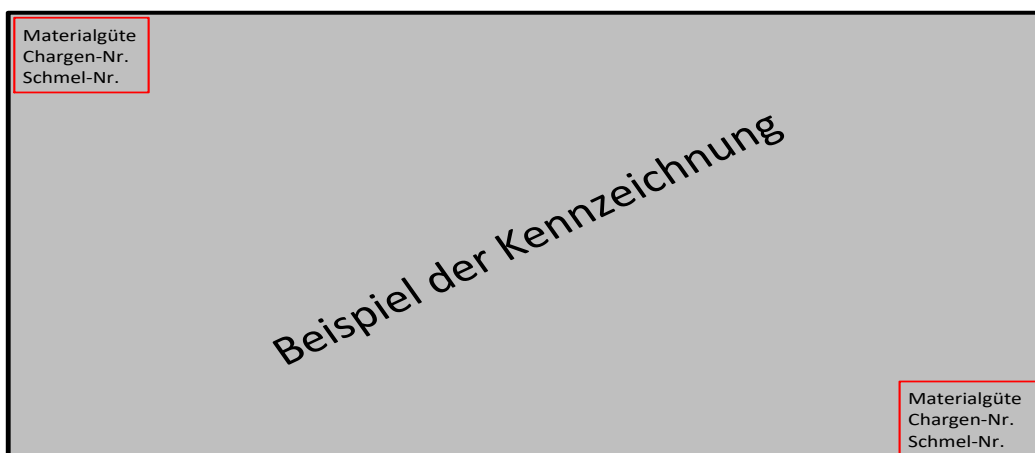 Materialgüte
Chargen-Nr.
Schmel-Nr.
Beispiel der Kennzeichnung
Materialgüte
Chargen-Nr.
Schmel-Nr.